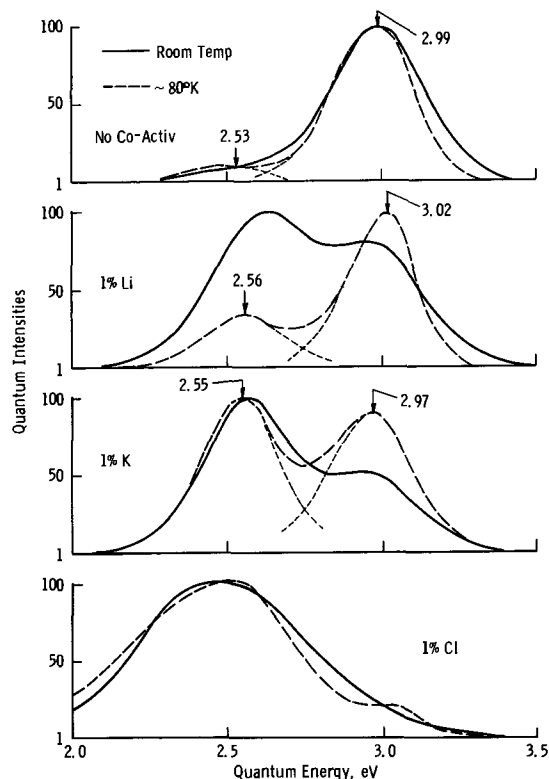 100
50
1
Room Temp
~80°K
No Co-Activ
2.53
2.99
100
50
1
1% Li
2.56
3.02
100
50
1
1% K
2.55
2.97
100
50
1
1% Cl
2.0
2.5
3.0
3.5
Quantum Intensities
Quantum Energy, eV